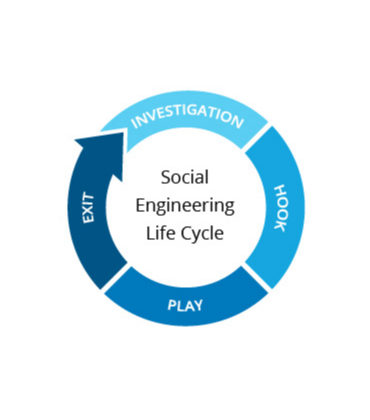 INVESTIGATION
HOOK
PLAY
EXIT
Social
Engineering
Life Cycle